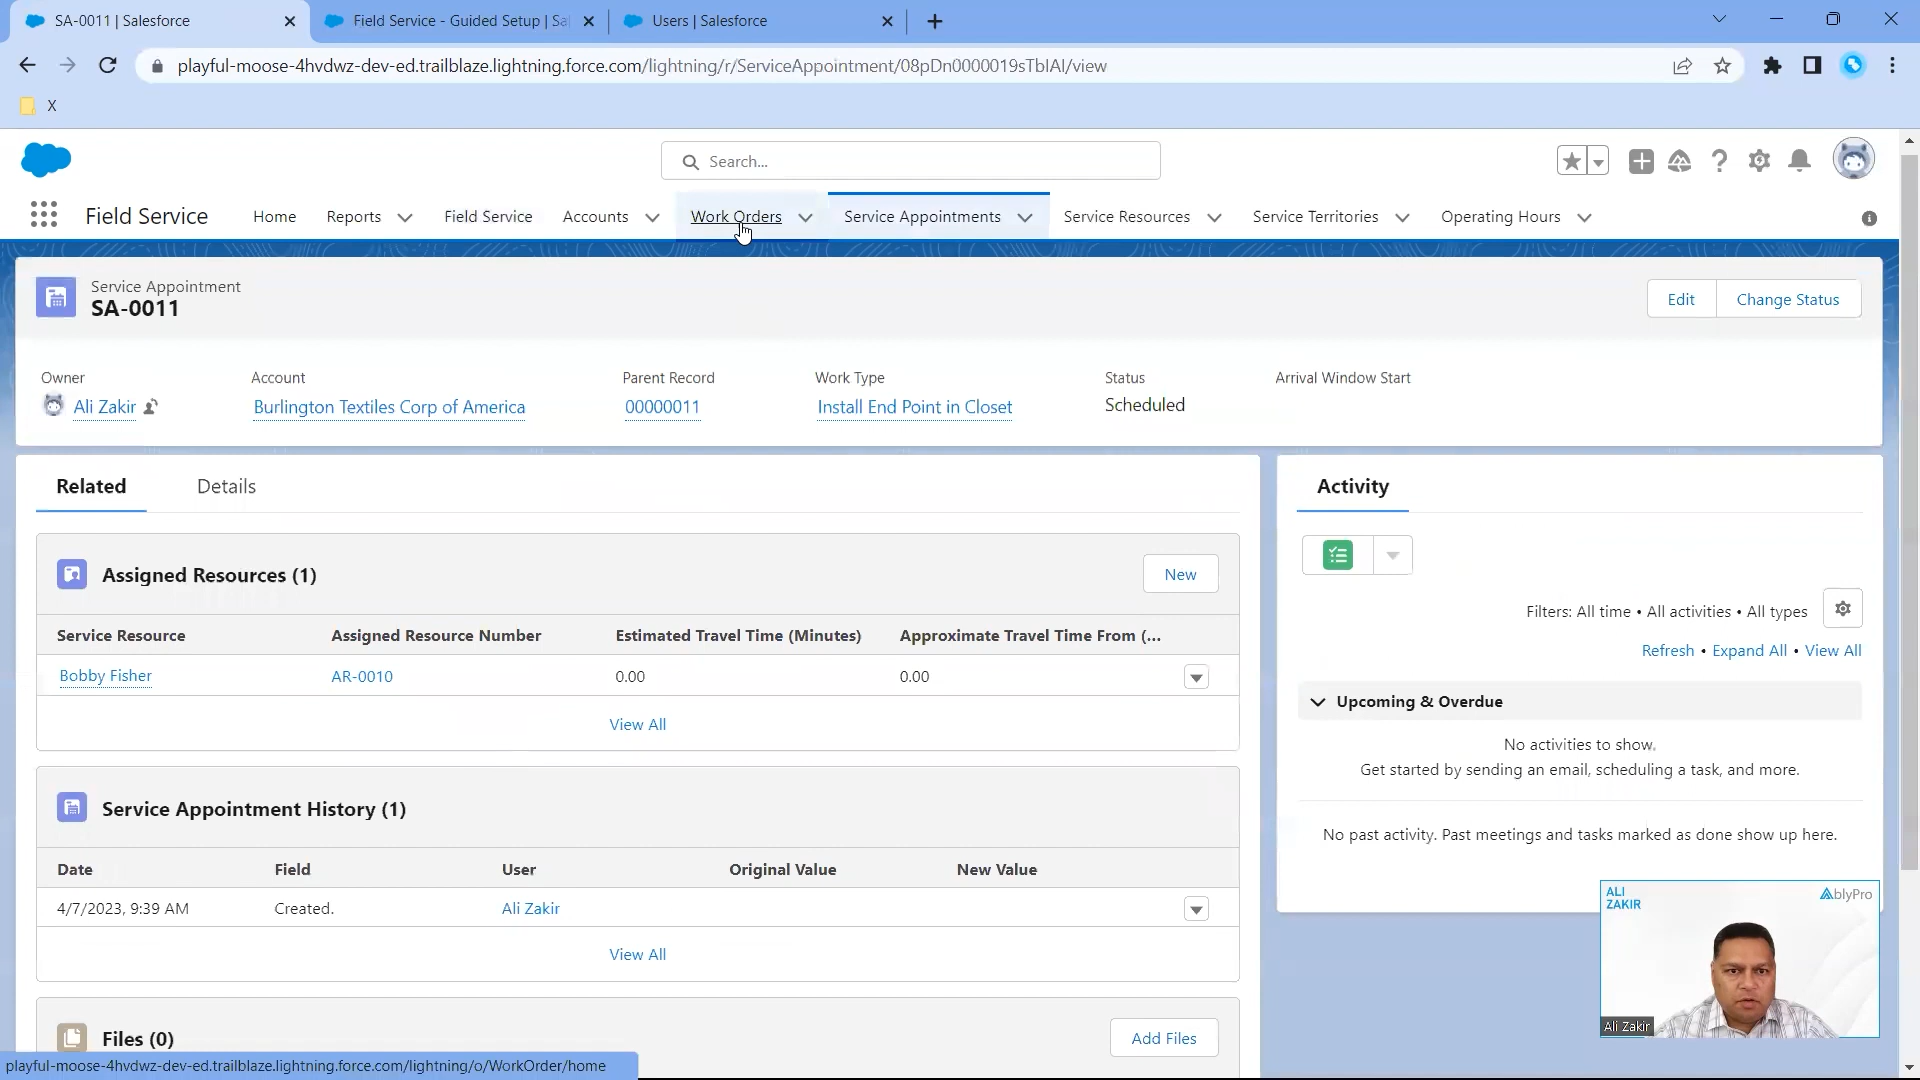 SA-0011 | Salesforce
Field Service - Guided Setup | Sal
Users | Salesforce
playful-moose-4hvdwz-dev-ed.trailblaze.lightning.force.com/lightning/r/ServiceAppointment/08pDn0000019sTbIAI/view
X
Search...
Field Service
Home
Reports
Field Service
Accounts
Work Orders
Service Appointments
Service Resources
Service Territories
Operating Hours
Service Appointment
SA-0011
Edit
Change Status
Owner
Account
Parent Record
Work Type
Status
Arrival Window Start
Ali Zakir
Burlington Textiles Corp of America
00000011
Install End Point in Closet
Scheduled
Related
Details
Activity
Assigned Resources (1)
New
Service Resource
Assigned Resource Number
Estimated Travel Time (Minutes)
Approximate Travel Time From (...
Bobby Fisher
AR-0010
0.00
0.00
View All
Filters: All time • All activities • All types
Refresh • Expand All • View All
Upcoming & Overdue
No activities to show.
Get started by sending an email, scheduling a task, and more.
No past activity. Past meetings and tasks marked as done show up here.
Service Appointment History (1)
Date
Field
User
Original Value
New Value
4/7/2023, 9:39 AM
Created.
Ali Zakir
View All
Files (0)
Add Files
ALI
ZAKIR
AblyPro
Ali Zakir
playful-moose-4hvdwz-dev-ed.trailblaze.lightning.force.com/lightning/o/WorkOrder/home